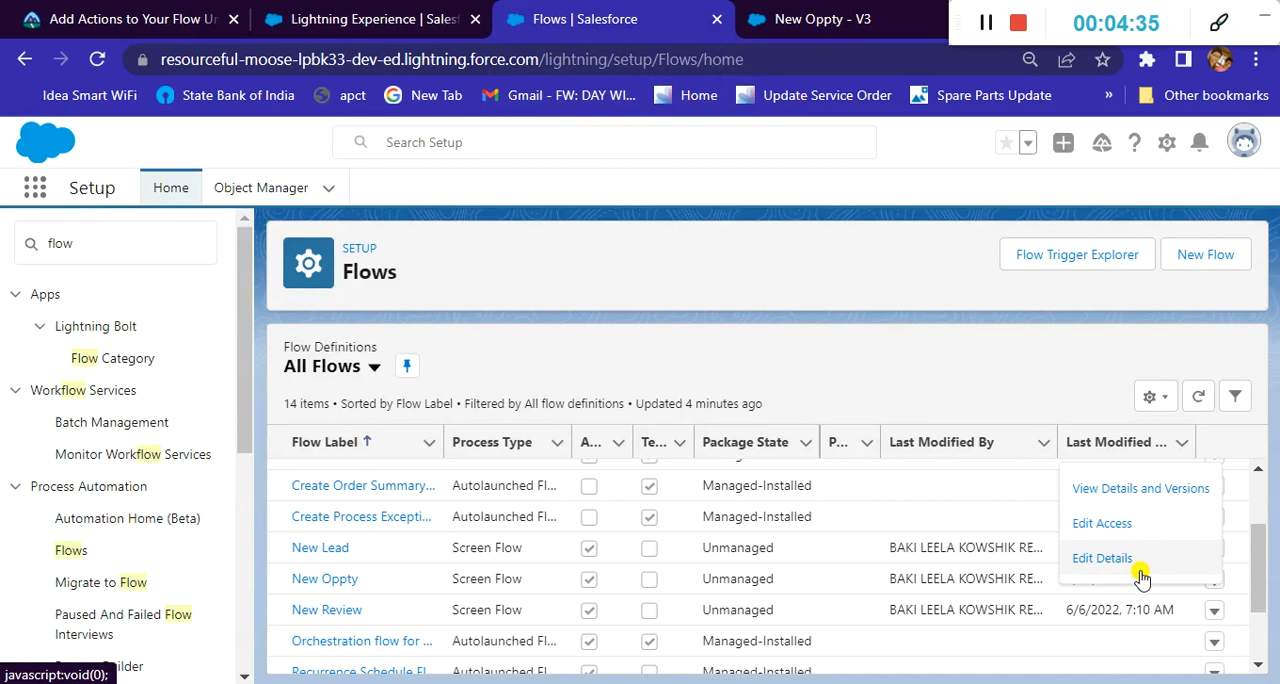 Add Actions to Your Flow Un
Lightning Experience | Salesf
Flows | Salesforce
New Oppty - V3
00:04:35
resourceful-moose-lpbk33-dev-ed.lightning.force.com/lightning/setup/Flows/home
Idea Smart WiFi
State Bank of India
apct
New Tab
Gmail - FW: DAY WI...
Home
Update Service Order
Spare Parts Update
»
Other bookmarks
Search Setup
Setup
Home
Object Manager
flow
SETUP
Flows
Flow Trigger Explorer
New Flow
Apps
Lightning Bolt
Flow Category
Workflow Services
Batch Management
Monitor Workflow Services
Process Automation
Automation Home (Beta)
Flows
Migrate to Flow
Paused And Failed Flow
Interviews
Builder
Flow Definitions
All Flows
14 items • Sorted by Flow Label • Filtered by All flow definitions • Updated 4 minutes ago
Flow Label ↑ Process Type A... Te... Package State P... Last Modified By Last Modified ...
Create Order Summary... Autolaunched Fl... Managed-Installed
Create Process Excepti... Autolaunched Fl... Managed-Installed
New Lead Screen Flow Unmanaged BAKI LEELA KOWSHIK RE...
New Oppty Screen Flow Unmanaged BAKI LEELA KOWSHIK RE...
New Review Screen Flow Unmanaged BAKI LEELA KOWSHIK RE... 6/6/2022, 7:10 AM
Orchestration flow for ... Autolaunched Fl... Managed-Installed
Recurrence Schedule Fl Autolaunched Fl... Managed-Installed
View Details and Versions
Edit Access
Edit Details
javascript:void(0);